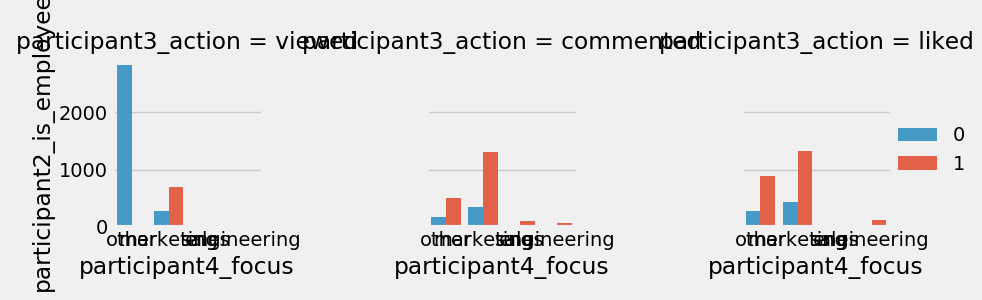 participant3_action = viewed
participant3_action = commented
participant3_action = liked
participant2_is_employee
2000
1000
0
0
1
other marketing sales engineering
other marketing sales engineering
other marketing sales engineering
participant4_focus
participant4_focus
participant4_focus